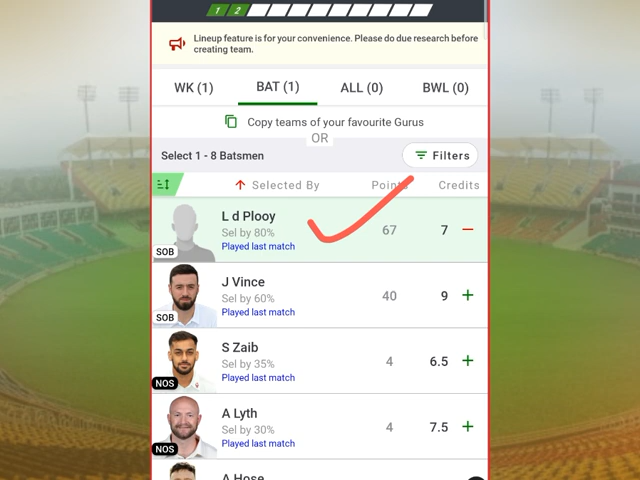 1 2
Lineup feature is for your convenience. Please do due research before
creating team.
WK (1) BAT (1) ALL (0) BWL (0)
Copy teams of your favourite Gurus
OR
Select 1 - 8 Batsmen Filters
Selected By Points Credits
L d Plooy
Sel by 80% 67 7
Played last match
SOB
J Vince
Sel by 60% 40 9
Played last match
SOB
S Zaib
Sel by 35% 4 6.5
Played last match
NOS
A Lyth
Sel by 30% 4 7.5
Played last match
NOS
A Hose